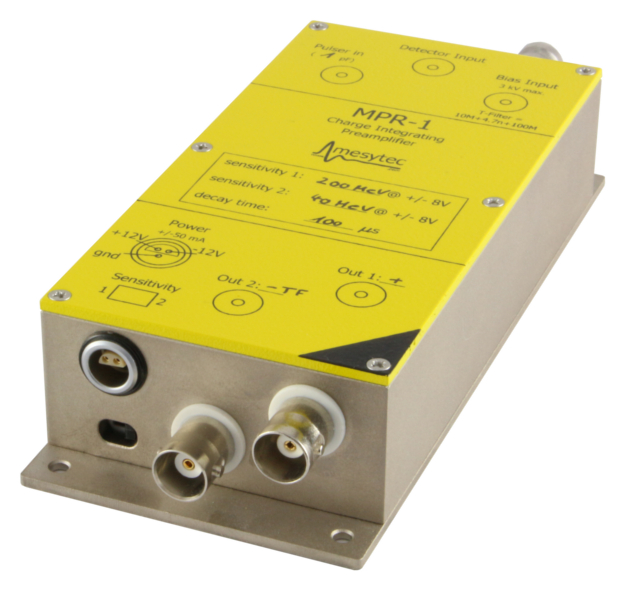 Pulser in
( 1 pF)
Detector Input
Bias Input
3 kV max.
T-Filter =
10M+4.7n+100M
MPR-1
Charge Integrating
Preamplifier
mesytec
sensitivity 1: 200 MeV@ +/- 8V
sensitivity 2: 40 MeV@ +/- 8V
decay time: 100 µs
Power
+/-50 mA
+12V
-12V
gnd
Sensitivity
1 2
Out 2: -TF
Out 1: +